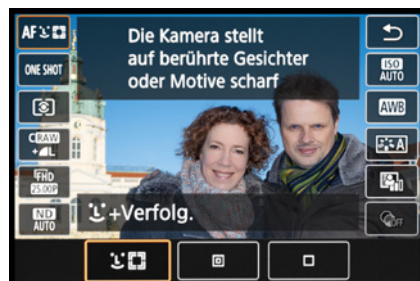 AF
Die Kamera stellt
auf berührte Gesichter
oder Motive scharf
ONE SHOT
ISO
AUTO
AWB
CRAW
+L
A
FHD
25.00P
ND
AUTO
+Verfolg.
OFF